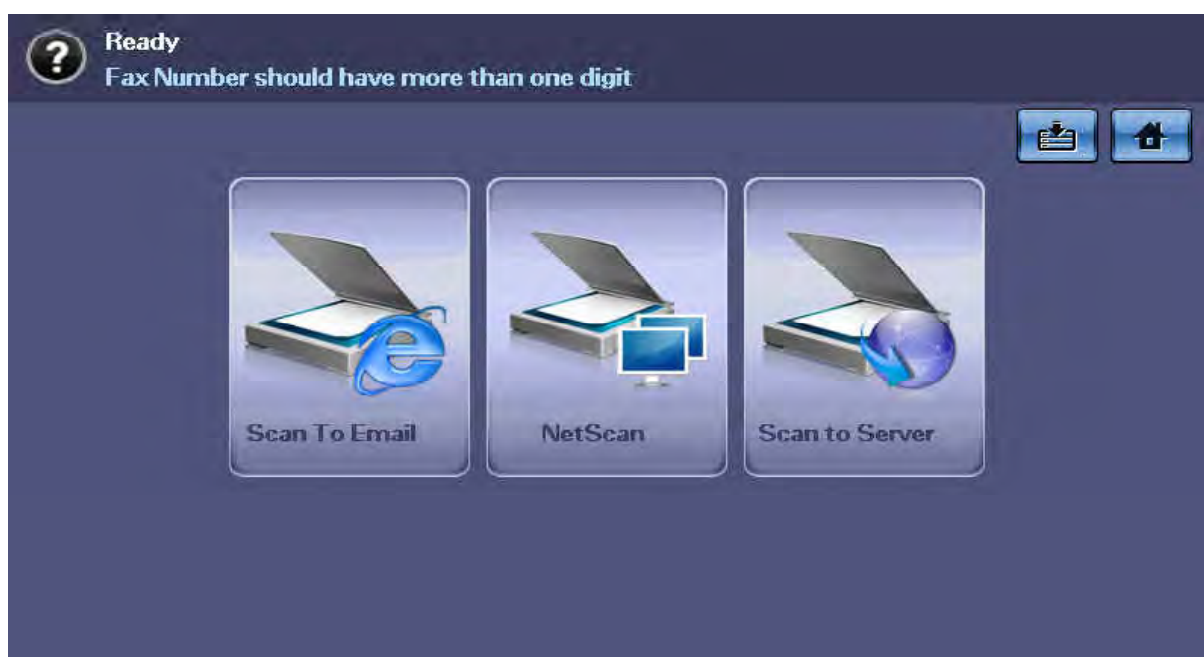 Ready
Fax Number should have more than one digit
Scan To Email
NetScan
Scan to Server